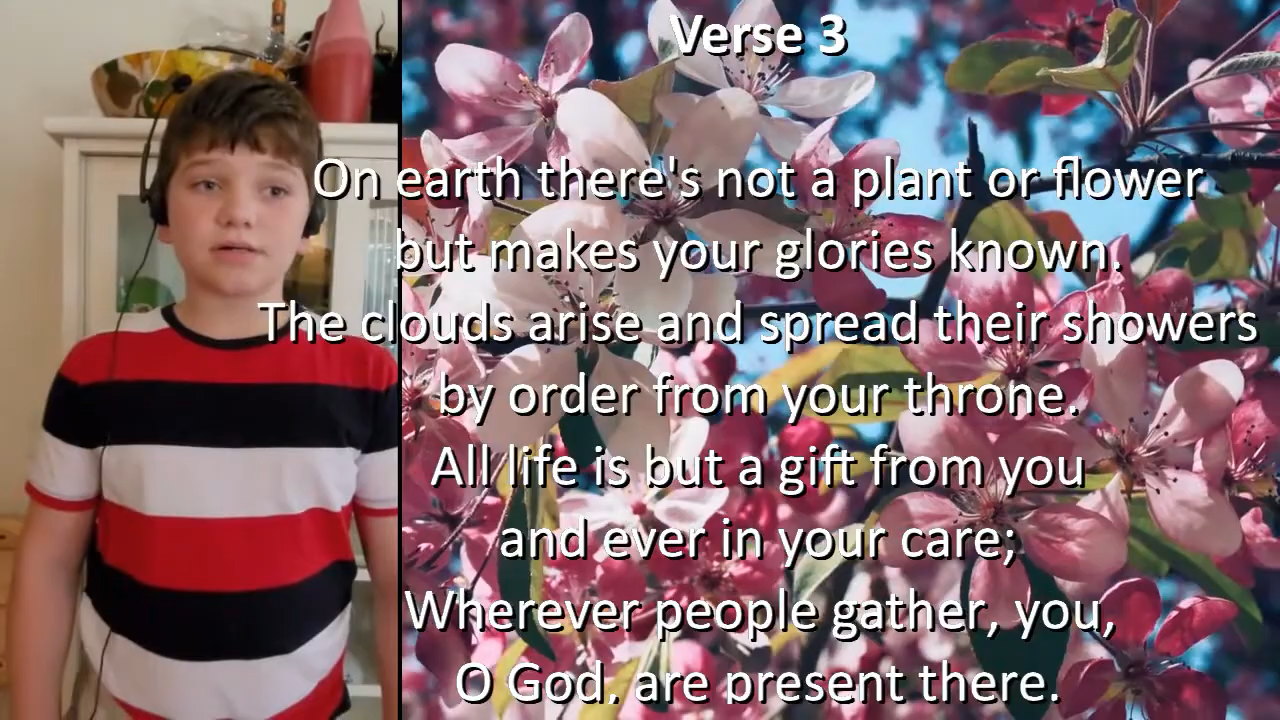 Verse 3
On earth there's not a plant or flower
but makes your glories known.
The clouds arise and spread their showers
by order from your throne.
All life is but a gift from you
and ever in your care;
Wherever people gather, you,
O God, are present there.